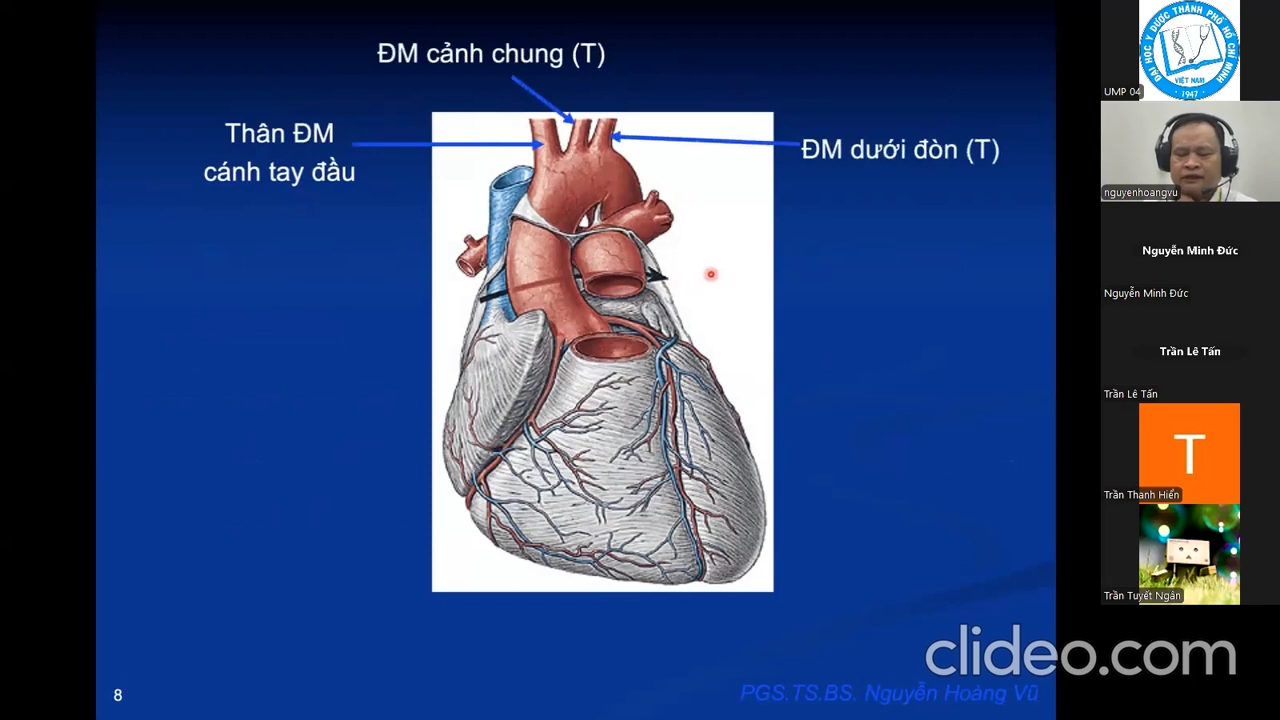 ĐM cảnh chung (T)
Thân ĐM
cánh tay đầu
ĐM dưới đòn (T)
8
PGS.TS.BS. Nguyễn Hoàng Vũ
ĐẠI HỌC Y DƯỢC THÀNH PHỐ HỒ CHÍ MINH
VIỆT NAM
1947
UMP 04
nguyenhoangvu
Nguyễn Minh Đức
Nguyễn Minh Đức
Trần Lê Tấn
Trần Lê Tấn
T
Trần Thanh Hiển
Trần Tuyết Ngân
clideo.com